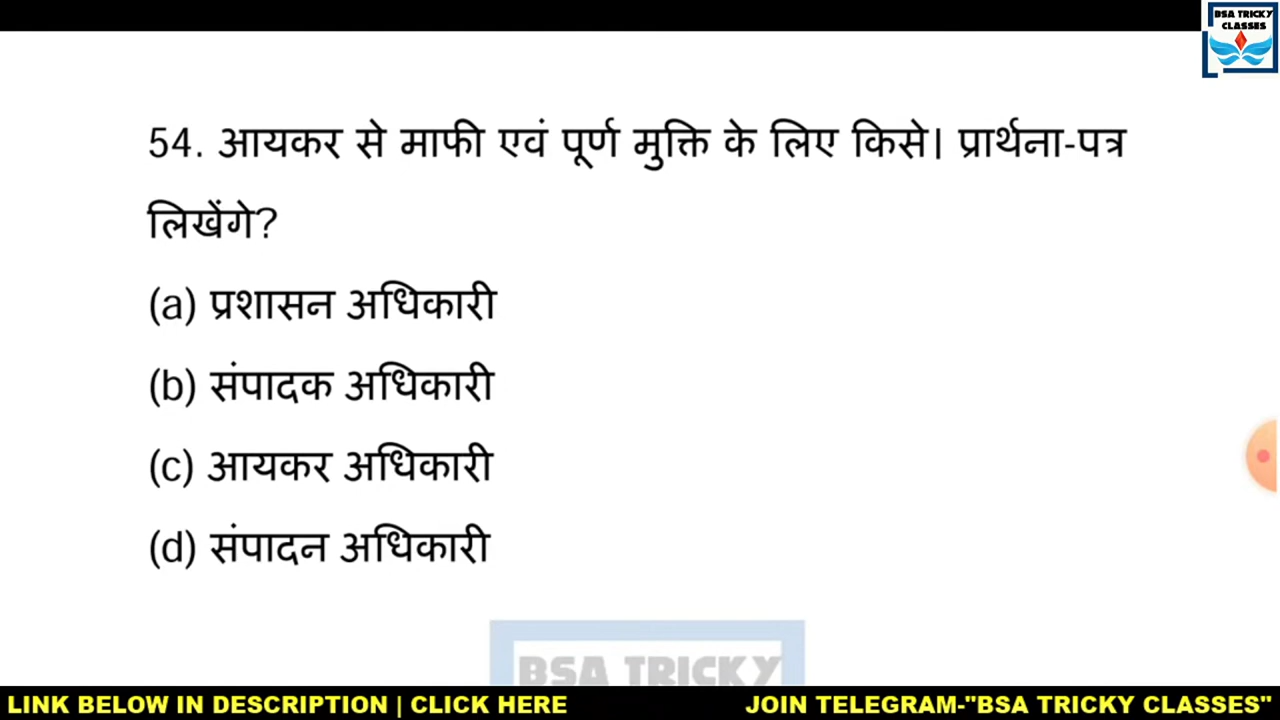 BSA TRICKY
CLASSES
54. आयकर से माफी एवं पूर्ण मुक्ति के लिए किसे। प्रार्थना-पत्र
लिखेंगे?
(a) प्रशासन अधिकारी
(b) संपादक अधिकारी
(c) आयकर अधिकारी
(d) संपादन अधिकारी
BSA TRICKY
LINK BELOW IN DESCRIPTION | CLICK HERE
JOIN TELEGRAM-"BSA TRICKY CLASSES"